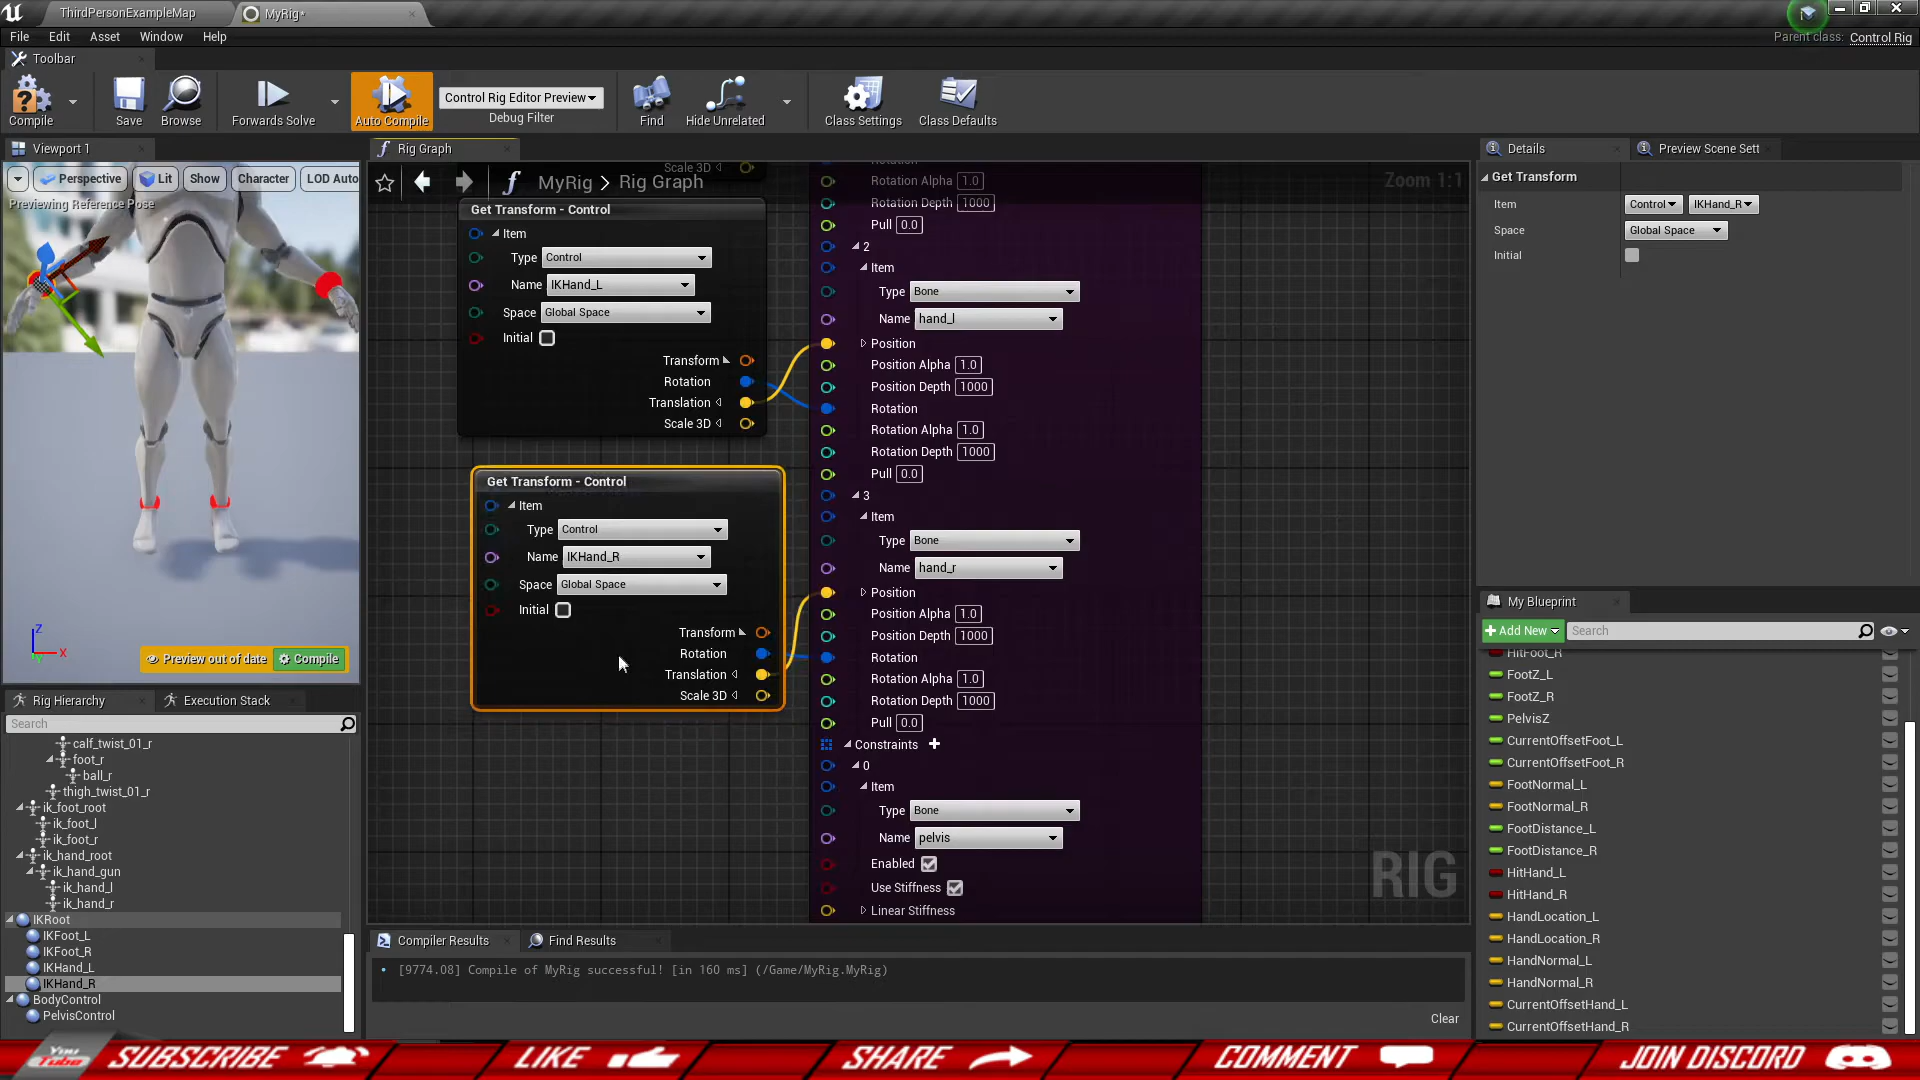 ThirdPersonExampleMap
MyRig*
File
Edit
Asset
Window
Help
Parent class:
Control Rig
Toolbar
Compile
Save
Browse
Forwards Solve
Auto Compile
Control Rig Editor Preview
Debug Filter
Find
Hide Unrelated
Class Settings
Class Defaults
Viewport 1
Perspective
Lit
Show
Character
LOD Auto
Previewing Reference Pose
Z
X
Preview out of date
Compile
Rig Graph
MyRig > Rig Graph
Zoom 1:1
Scale 3D
Get Transform - Control
Item
Type
Control
Name
IKHand_L
Space
Global Space
Initial
Transform
Rotation
Translation
Scale 3D
Get Transform - Control
Item
Type
Control
Name
IKHand_R
Space
Global Space
Initial
Transform
Rotation
Translation
Scale 3D
Rotation
Rotation Alpha 1.0
Rotation Depth 1000
Pull 0.0
2
Item
Type
Bone
Name
hand_l
Position
Position Alpha 1.0
Position Depth 1000
Rotation
Rotation Alpha 1.0
Rotation Depth 1000
Pull 0.0
3
Item
Type
Bone
Name
hand_r
Position
Position Alpha 1.0
Position Depth 1000
Rotation
Rotation Alpha 1.0
Rotation Depth 1000
Pull 0.0
Constraints
0
Item
Type
Bone
Name
pelvis
Enabled
Use Stiffness
Linear Stiffness
RIG
Details
Preview Scene Sett
Get Transform
Item
Control
IKHand_R
Space
Global Space
Initial
My Blueprint
Add New
Search
HitFoot_R
FootZ_L
FootZ_R
PelvisZ
CurrentOffsetFoot_L
CurrentOffsetFoot_R
FootNormal_L
FootNormal_R
FootDistance_L
FootDistance_R
HitHand_L
HitHand_R
HandLocation_L
HandLocation_R
HandNormal_L
HandNormal_R
CurrentOffsetHand_L
CurrentOffsetHand_R
Rig Hierarchy
Execution Stack
Search
calf_twist_01_r
foot_r
ball_r
thigh_twist_01_r
ik_foot_root
ik_foot_l
ik_foot_r
ik_hand_root
ik_hand_gun
ik_hand_l
ik_hand_r
IKRoot
IKFoot_L
IKFoot_R
IKHand_L
IKHand_R
BodyControl
PelvisControl
Compiler Results
Find Results
[9774.08] Compile of MyRig successful! [in 160 ms] (/Game/MyRig.MyRig)
Clear
You Tube
SUBSCRIBE
LIKE
SHARE
COMMENT
JOIN DISCORD